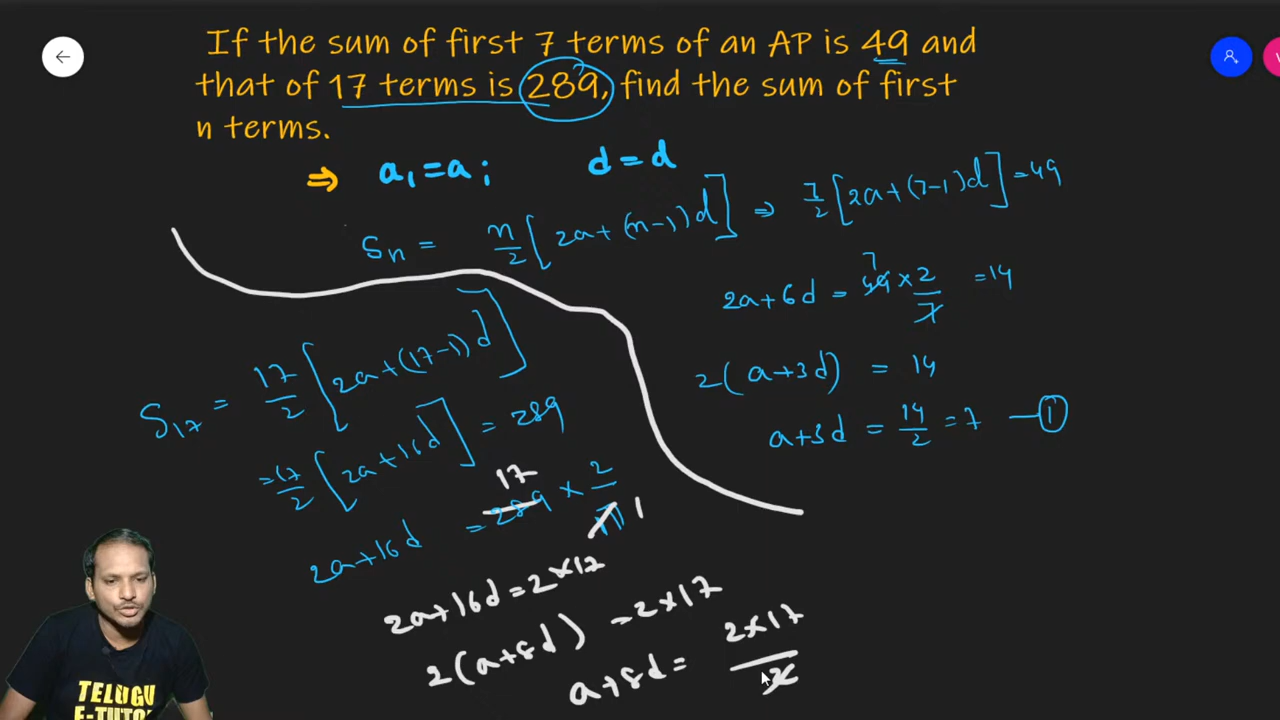 If the sum of first 7 terms of an AP is 49 and
that of 17 terms is 289, find the sum of first
n terms.
⇒ a₁=a; d=d
Sn = n/2 [2a+(n-1)d] ⇒ 7/2 [2a+(7-1)d] = 49
2a+6d = 49 7 × 2/7 = 14
2(a+3d) = 14
a+3d = 14/2 = 7 — ①
S₁₇ = 17/2 [2a+(17-1)d]
= 17/2 [2a+16d] = 289
2a+16d = 289 17 × 2/17 1
2a+16d = 2×17
2(a+8d) = 2×17
a+8d = 2×17/2
TELUGU
E-TUTOR